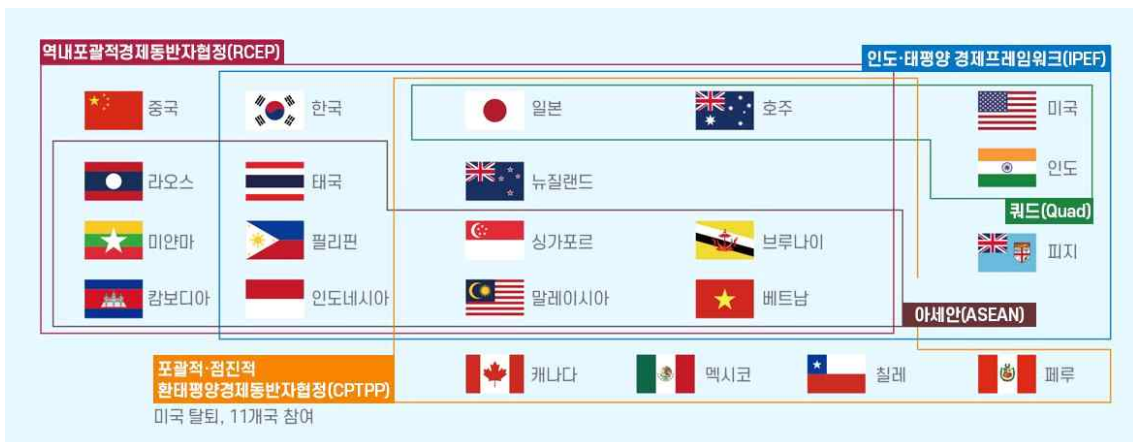 역내포괄적경제동반자협정(RCEP)
인도·태평양 경제프레임워크(IPEF)
중국
한국
일본
호주
미국
라오스
태국
뉴질랜드
인도
쿼드(Quad)
미얀마
필리핀
싱가포르
브루나이
피지
캄보디아
인도네시아
말레이시아
베트남
아세안(ASEAN)
포괄적·점진적
환태평양경제동반자협정(CPTPP)
캐나다
멕시코
칠레
페루
미국 탈퇴, 11개국 참여